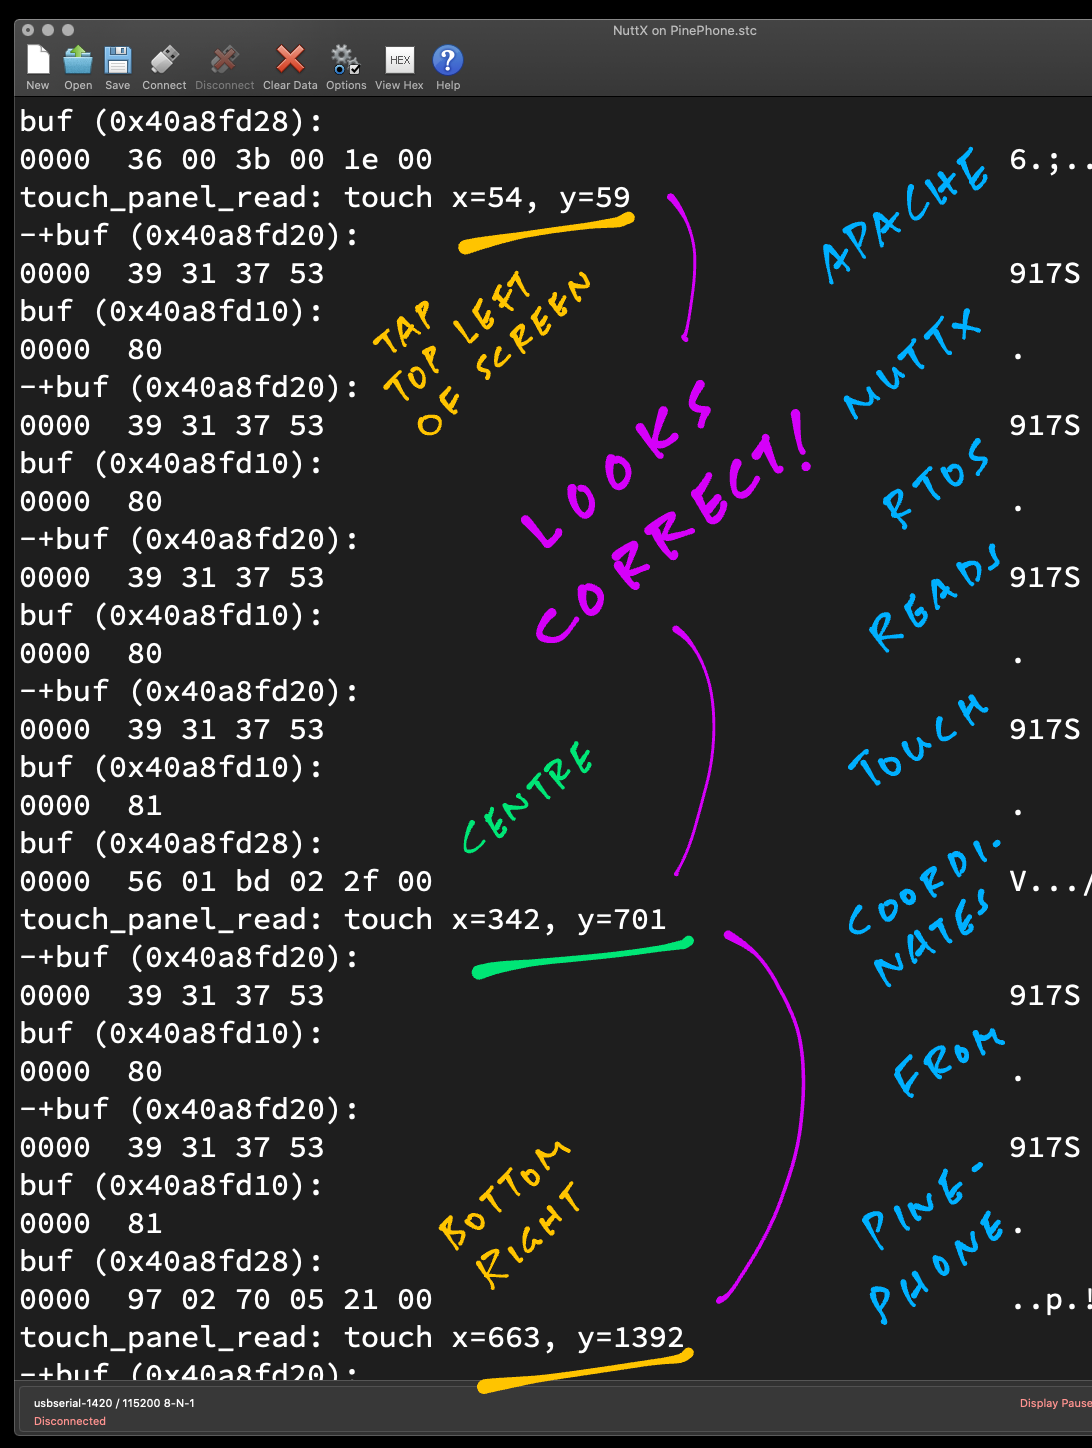 NuttX on PinePhone.stc
New Open Save Connect Disconnect Clear Data Options View Hex Help
buf (0x40a8fd28):
0000 36 00 3b 00 1e 00 6.;..
touch_panel_read: touch x=54, y=59
-+buf (0x40a8fd20):
0000 39 31 37 53 917S
buf (0x40a8fd10):
0000 80 .
-+buf (0x40a8fd20):
0000 39 31 37 53 917S
buf (0x40a8fd10):
0000 80 .
-+buf (0x40a8fd20):
0000 39 31 37 53 917S
buf (0x40a8fd10):
0000 80 .
-+buf (0x40a8fd20):
0000 39 31 37 53 917S
buf (0x40a8fd10):
0000 81 .
buf (0x40a8fd28):
0000 56 01 bd 02 2f 00 V.../
touch_panel_read: touch x=342, y=701
-+buf (0x40a8fd20):
0000 39 31 37 53 917S
buf (0x40a8fd10):
0000 80 .
-+buf (0x40a8fd20):
0000 39 31 37 53 917S
buf (0x40a8fd10):
0000 81 .
buf (0x40a8fd28):
0000 97 02 70 05 21 00 ..p.!
touch_panel_read: touch x=663, y=1392
-+buf (0x40a8fd20):
TAP
TOP LEFT
OF SCREEN
LOOKS
CORRECT!
CENTRE
BOTTOM
RIGHT
APACHE
NUTTX
RTOS
READS
TOUCH
COORDI-
NATES
FROM
PINE-
PHONE
usbserial-1420 / 115200 8-N-1
Disconnected
Display Pause